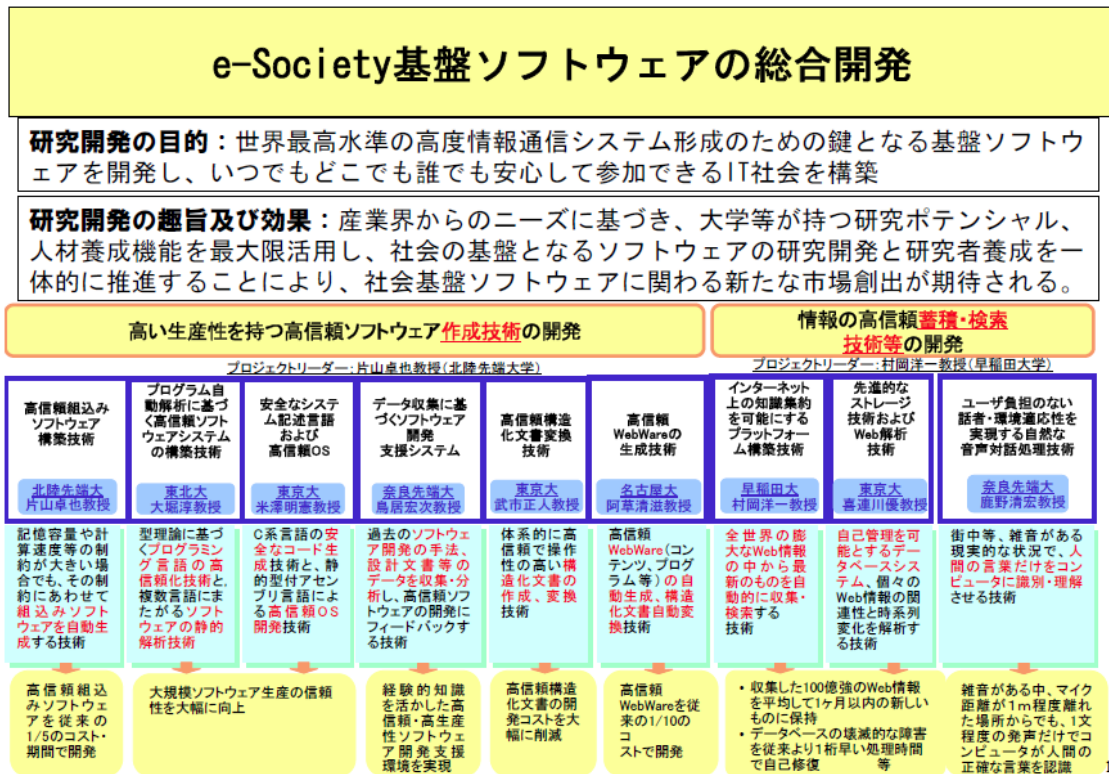 e-Society基盤ソフトウェアの総合開発
研究開発の目的：世界最高水準の高度情報通信システム形成のための鍵となる基盤ソフトウ
ェアを開発し、いつでもどこでも誰でも安心して参加できるIT社会を構築
研究開発の趣旨及び効果：産業界からのニーズに基づき、大学等が持つ研究ポテンシャル、
人材養成機能を最大限活用し、社会の基盤となるソフトウェアの研究開発と研究者養成を一
体的に推進することにより、社会基盤ソフトウェアに関わる新たな市場創出が期待される。
高い生産性を持つ高信頼ソフトウェア作成技術の開発
プロジェクトリーダー：片山卓也教授(北陸先端大学)
高信頼組込み
ソフトウェア
構築技術
北陸先端大
片山卓也教授
記憶容量や計
算速度等の制
約が大きい場
合でも、その制
約にあわせて
組込みソフト
ウェアを自動生
成する技術
高信頼組込
みソフトウェ
アを従来の
1/5のコスト・
期間で開発
プログラム自
動解析に基づ
く高信頼ソフト
ウェアシステム
の構築技術
東北大
大堀淳教授
型理論に基づ
くプログラミン
グ言語の高
信頼化技術と、
複数言語にま
たがるソフト
ウェアの静的
解析技術
安全なシステ
ム記述言語
および
高信頼OS
東京大
米澤明憲教授
C系言語の安
全なコード生
成技術と、静
的型付アセン
ブリ言語によ
る高信頼OS
開発技術
大規模ソフトウェア生産の信頼
性を大幅に向上
データ収集に基
づくソフトウェア
開発
支援システム
奈良先端大
鳥居宏次教授
過去のソフトウェ
ア開発の手法、
設計文書等の
データを収集・分
析し、高信頼ソフ
トウェアの開発に
フィードバックす
る技術
経験的知識
を活かした高
信頼・高生産
性ソフトウェ
ア開発支援
環境を実現
高信頼構造
化文書変換
技術
東京大
武市正人教授
体系的に高
信頼で操作
性の高い構
造化文書の
作成、変換
技術
高信頼構造
化文書の開
発コストを大
幅に削減
高信頼
WebWareの
生成技術
名古屋大
阿草清滋教授
高信頼
WebWare(コン
テンツ、プログラ
ム等)の自
動生成、構造
化文書自動変
換技術
高信頼
WebWareを従
来の1/10の
コ
ストで開発
情報の高信頼蓄積・検索
技術等の開発
プロジェクトリーダー：村岡洋一教授(早稲田大学)
インターネット
上の知識集約
を可能にする
プラットフォー
ム構築技術
早稲田大
村岡洋一教授
全世界の膨
大なWeb情報
の中から最
新のものを自
動的に収集・
検索する
技術
先進的な
ストレージ
技術および
Web解析
技術
東京大
喜連川優教授
自己管理を可
能とするデー
タベースシス
テム、個々の
Web情報の関
連性と時系列
変化を解析す
る技術
・収集した100億強のWeb情報
を平均して1ヶ月以内の新しい
ものに保持
・データベースの壊滅的な障害
を従来より1桁早い処理時間
で自己修復 等
ユーザ負担のない
話者・環境適応性を
実現する自然な
音声対話処理技術
奈良先端大
鹿野清宏教授
街中等、雑音がある
現実的な状況で、人
間の言葉だけをコン
ピュータに識別・理解
させる技術
雑音がある中、マイク
距離が1m程度離れ
た場所からでも、1文
程度の発声だけでコ
ンピュータが人間の
正確な言葉を認識